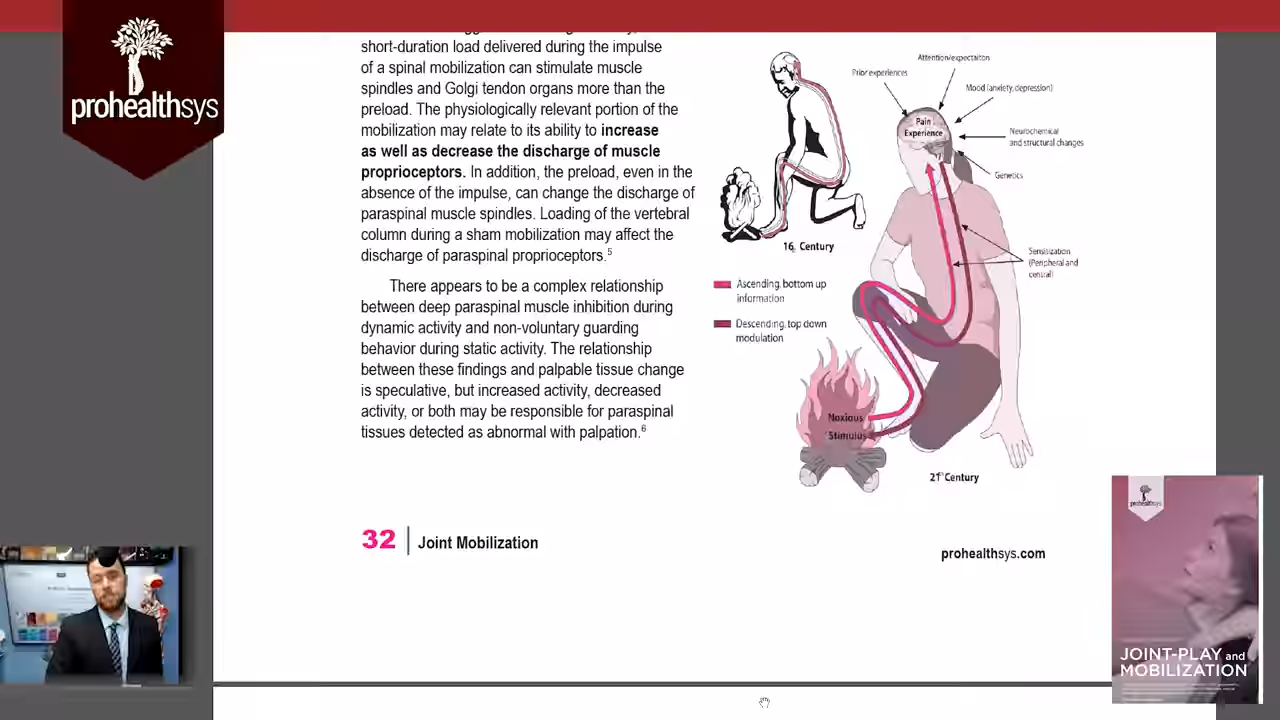 prohealthsys
short-duration load delivered during the impulse
of a spinal mobilization can stimulate muscle
spindles and Golgi tendon organs more than the
preload. The physiologically relevant portion of the
mobilization may relate to its ability to increase
as well as decrease the discharge of muscle
proprioceptors. In addition, the preload, even in the
absence of the impulse, can change the discharge of
paraspinal muscle spindles. Loading of the vertebral
column during a sham mobilization may affect the
discharge of paraspinal proprioceptors.5
There appears to be a complex relationship
between deep paraspinal muscle inhibition during
dynamic activity and non-voluntary guarding
behavior during static activity. The relationship
between these findings and palpable tissue change
is speculative, but increased activity, decreased
activity, or both may be responsible for paraspinal
tissues detected as abnormal with palpation.6
16 Century
Ascending, bottom up
information
Descending, top down
modulation
Attention/expectaiton
Prior experiences
Mood (anxiety, depression)
Pain
Experience
Neurochemical
and structural changes
Genetics
Sensitization
(Peripheral and
central)
Noxious
Stimulus
21st Century
32 | Joint Mobilization
prohealthsys.com
prohealthsys
JOINT-PLAY and
MOBILIZATION